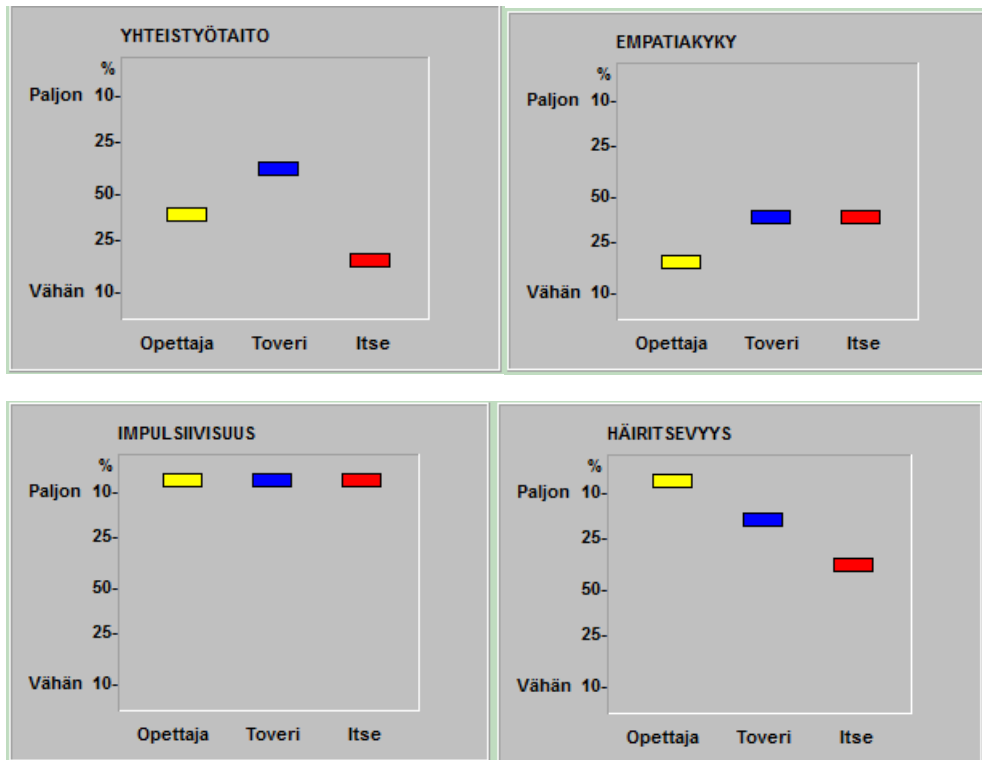 YHTEISTYÖTAITO
%
Paljon 10-
25-
50-
25-
Vähän 10-
Opettaja Toveri Itse
EMPATIAKYKY
%
Paljon 10-
25-
50-
25-
Vähän 10-
Opettaja Toveri Itse
IMPULSIIVISUUS
%
Paljon 10-
25-
50-
25-
Vähän 10-
Opettaja Toveri Itse
HÄIRITSEVYYS
%
Paljon 10-
25-
50-
25-
Vähän 10-
Opettaja Toveri Itse